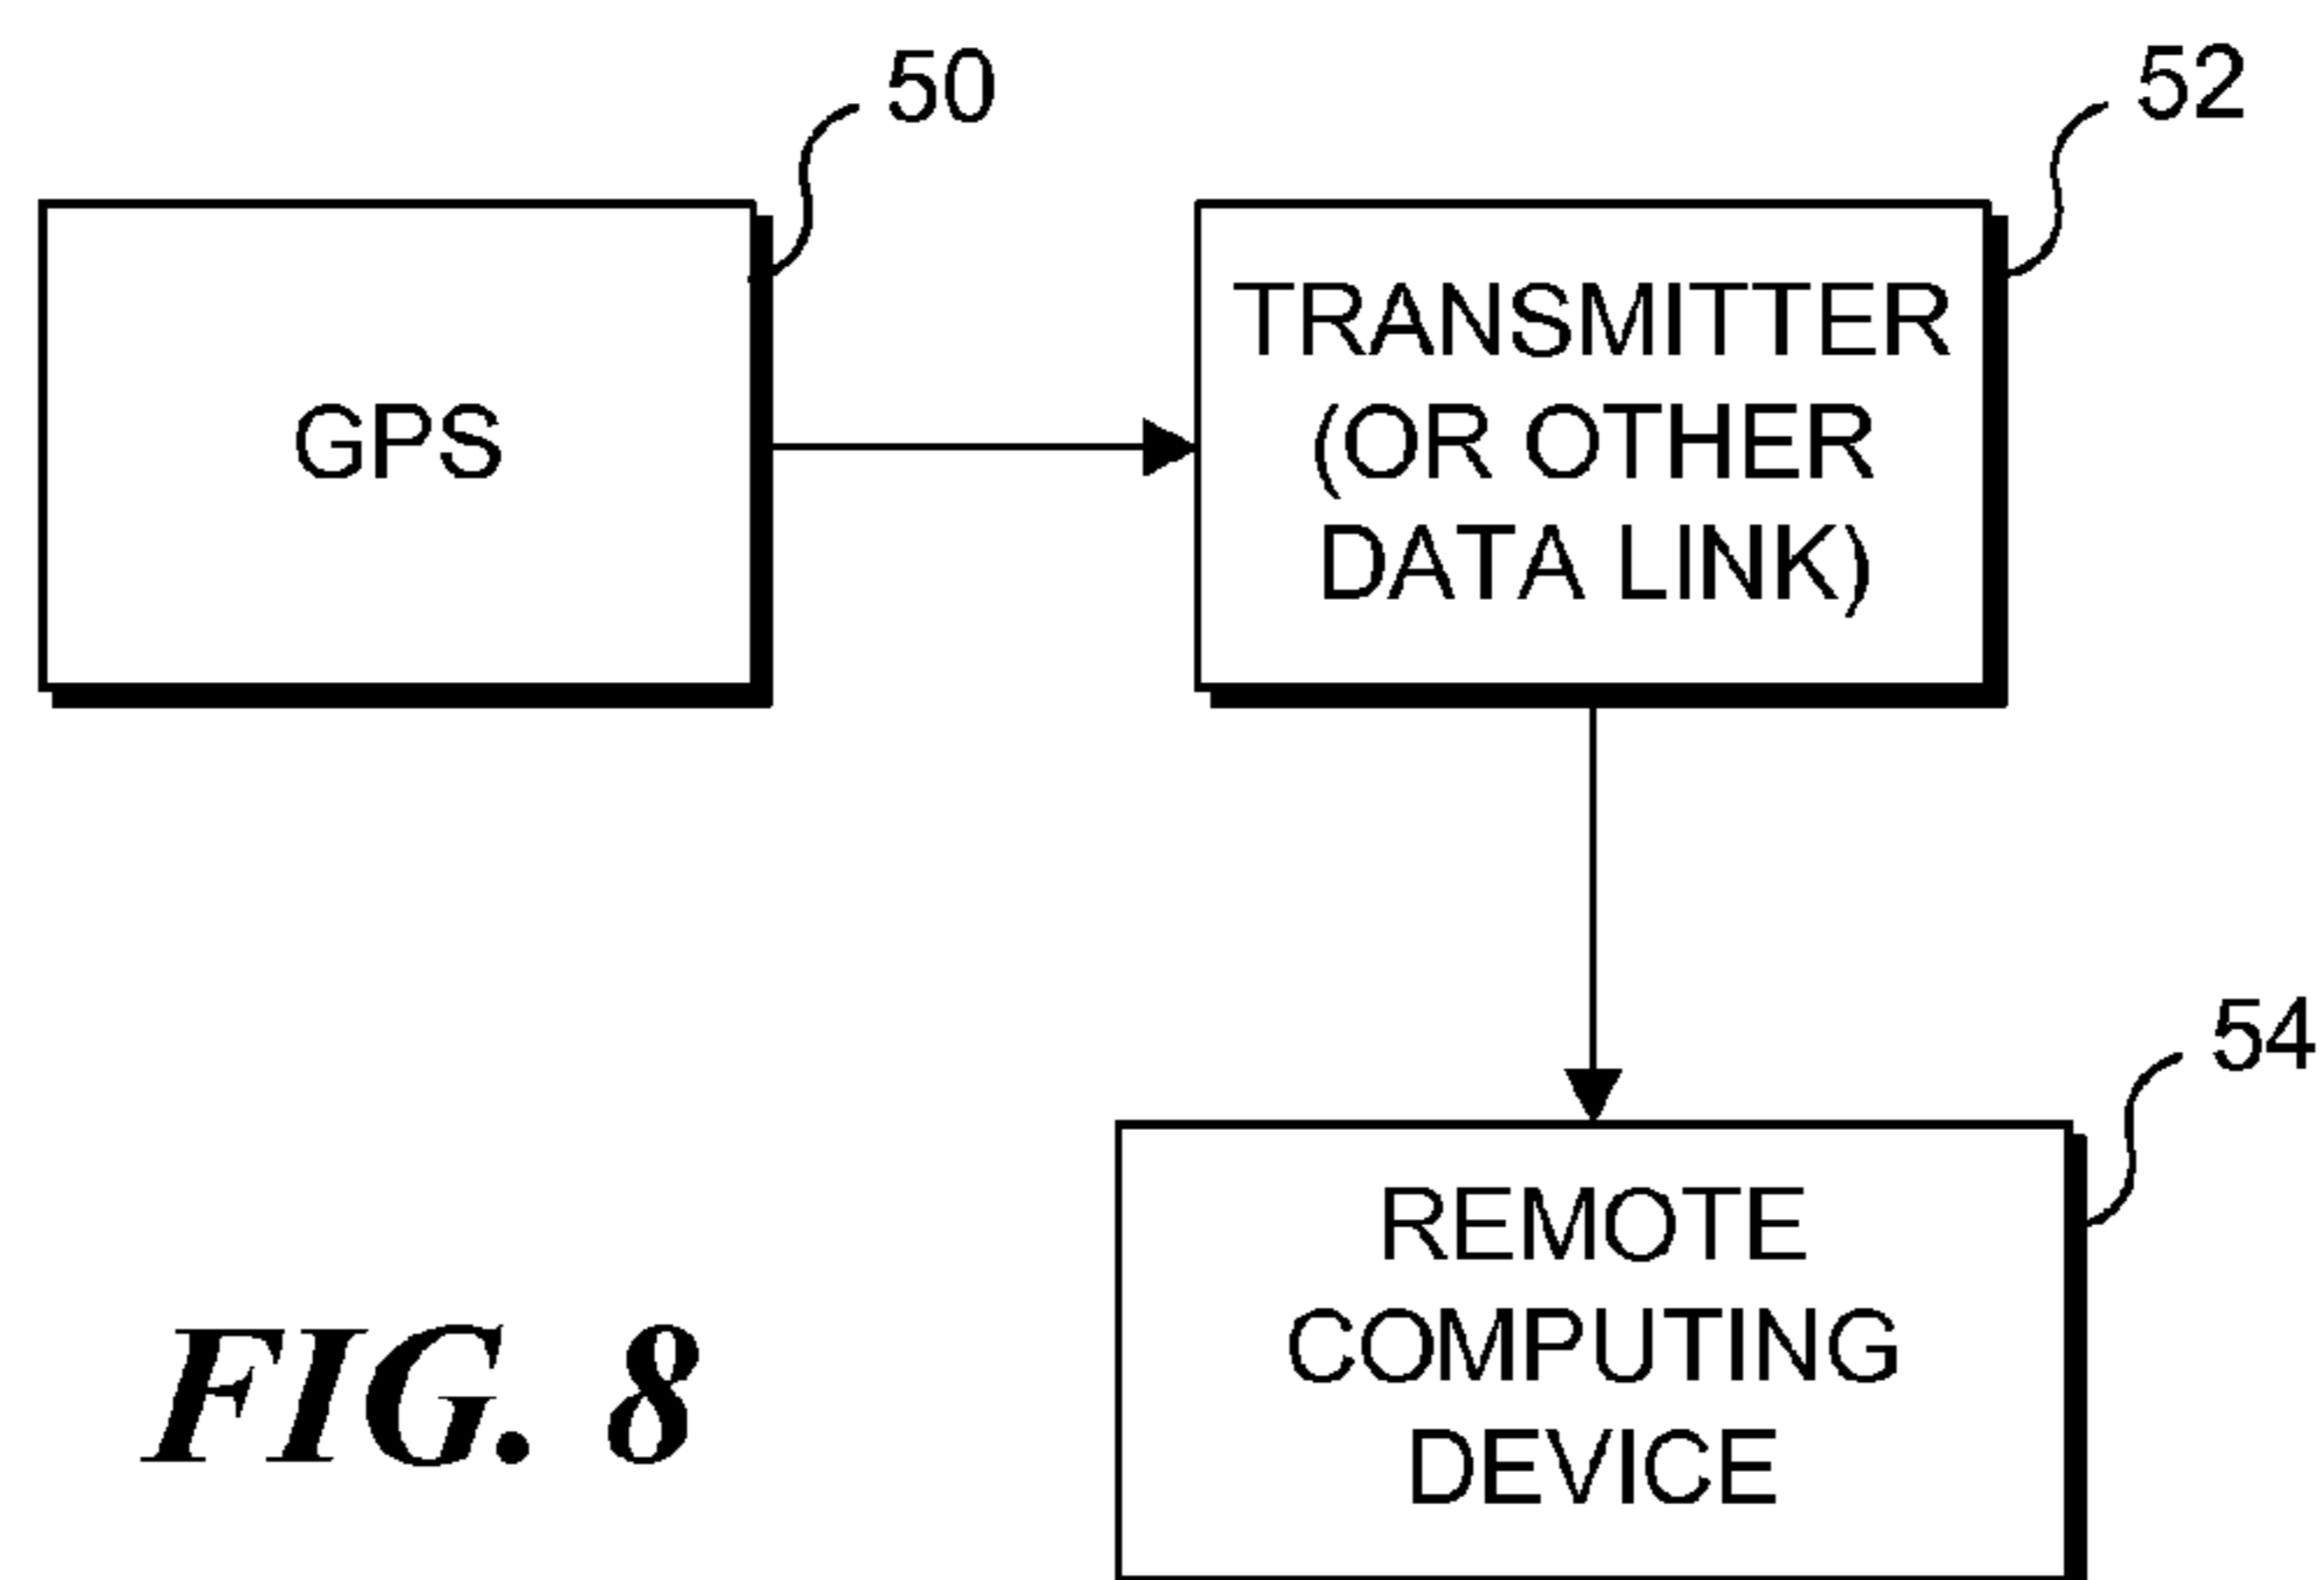 50
52
GPS
TRANSMITTER
(OR OTHER
DATA LINK)
54
REMOTE
COMPUTING
DEVICE
FIG. 8